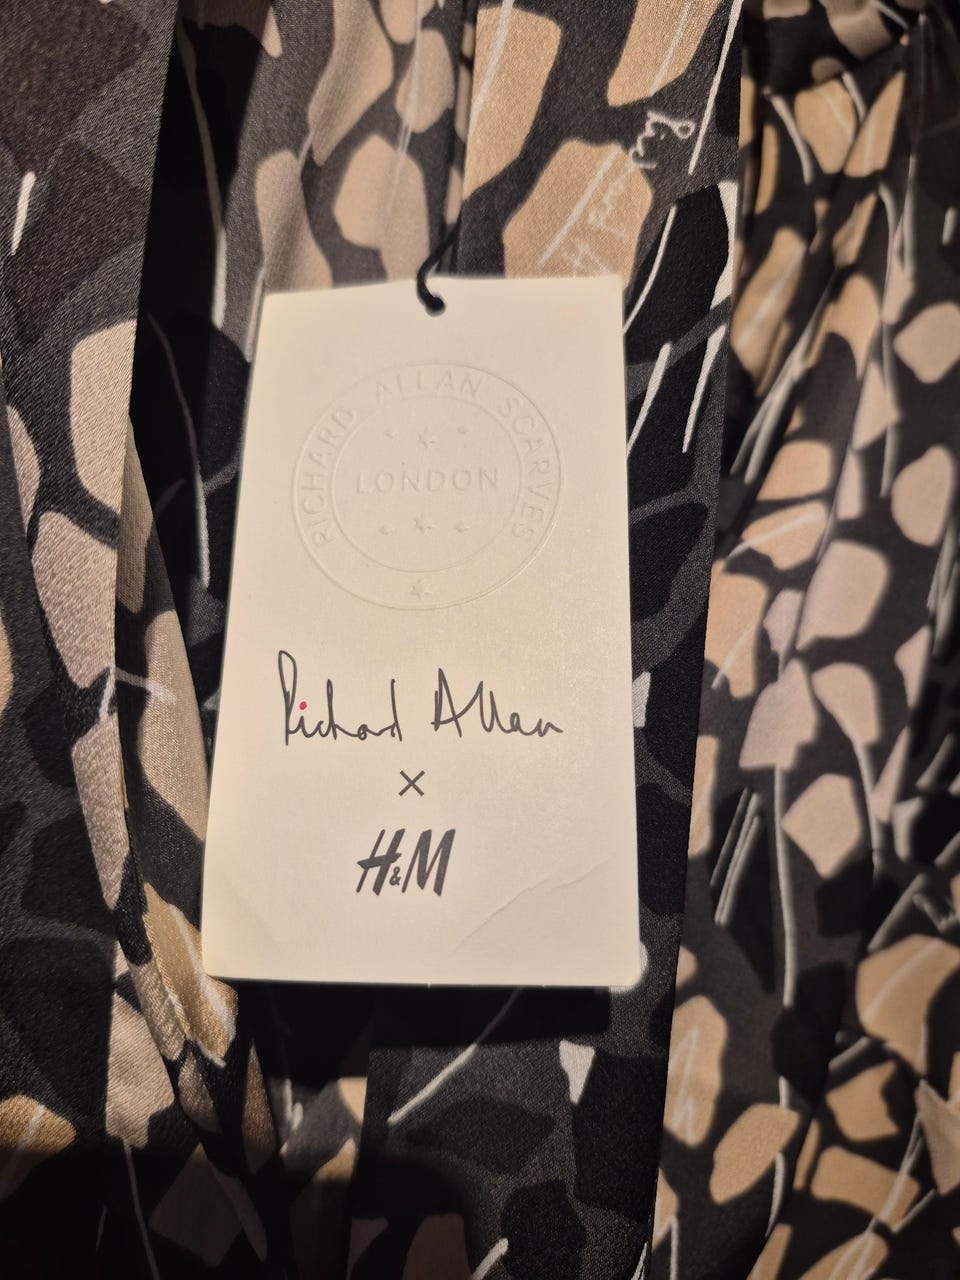 RICHARD ALLAN SCARVES
LONDON
Richard Allan
×
H&M